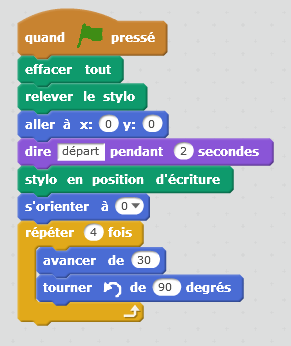 quand pressé
effacer tout
relever le stylo
aller à x: 0 y: 0
dire départ pendant 2 secondes
stylo en position d'écriture
s'orienter à 0
répéter 4 fois
avancer de 30
tourner de 90 degrés